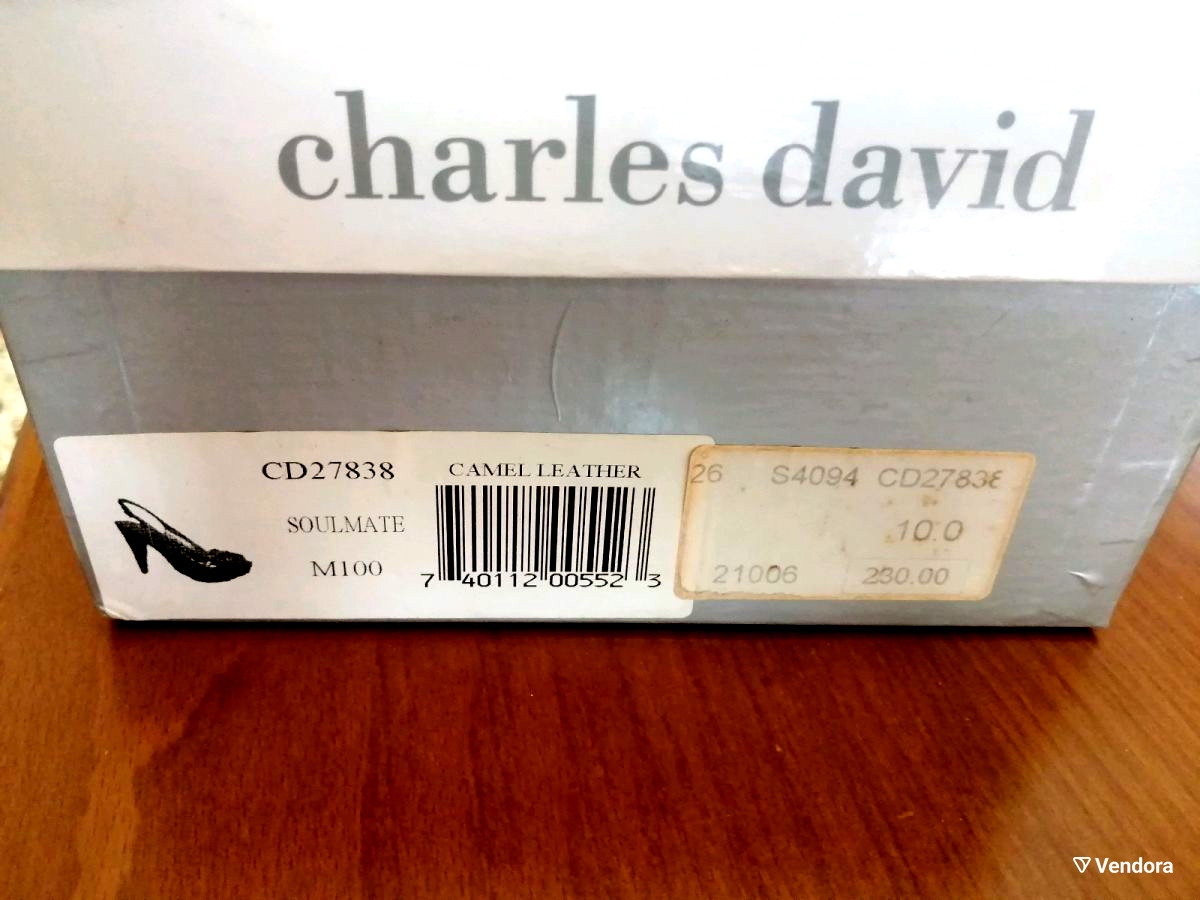 charles david
CD27838
SOULMATE
M100
CAMEL LEATHER
7 40112 00552 3
26 S4094 CD27838
10.0
21006 230.00
Vendora